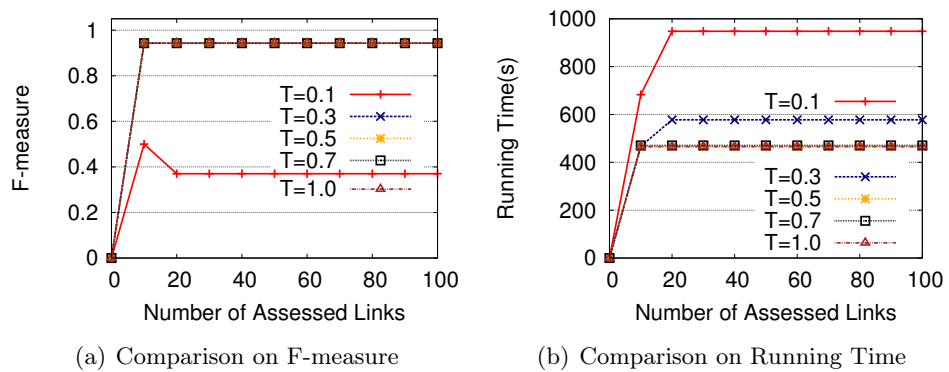 1
0.8
0.6
0.4
0.2
0
F-measure
T=0.1
T=0.3
T=0.5
T=0.7
T=1.0
0 20 40 60 80 100
Number of Assessed Links
(a) Comparison on F-measure
1000
800
600
400
200
0
Running Time(s)
T=0.1
T=0.3
T=0.5
T=0.7
T=1.0
0 20 40 60 80 100
Number of Assessed Links
(b) Comparison on Running Time